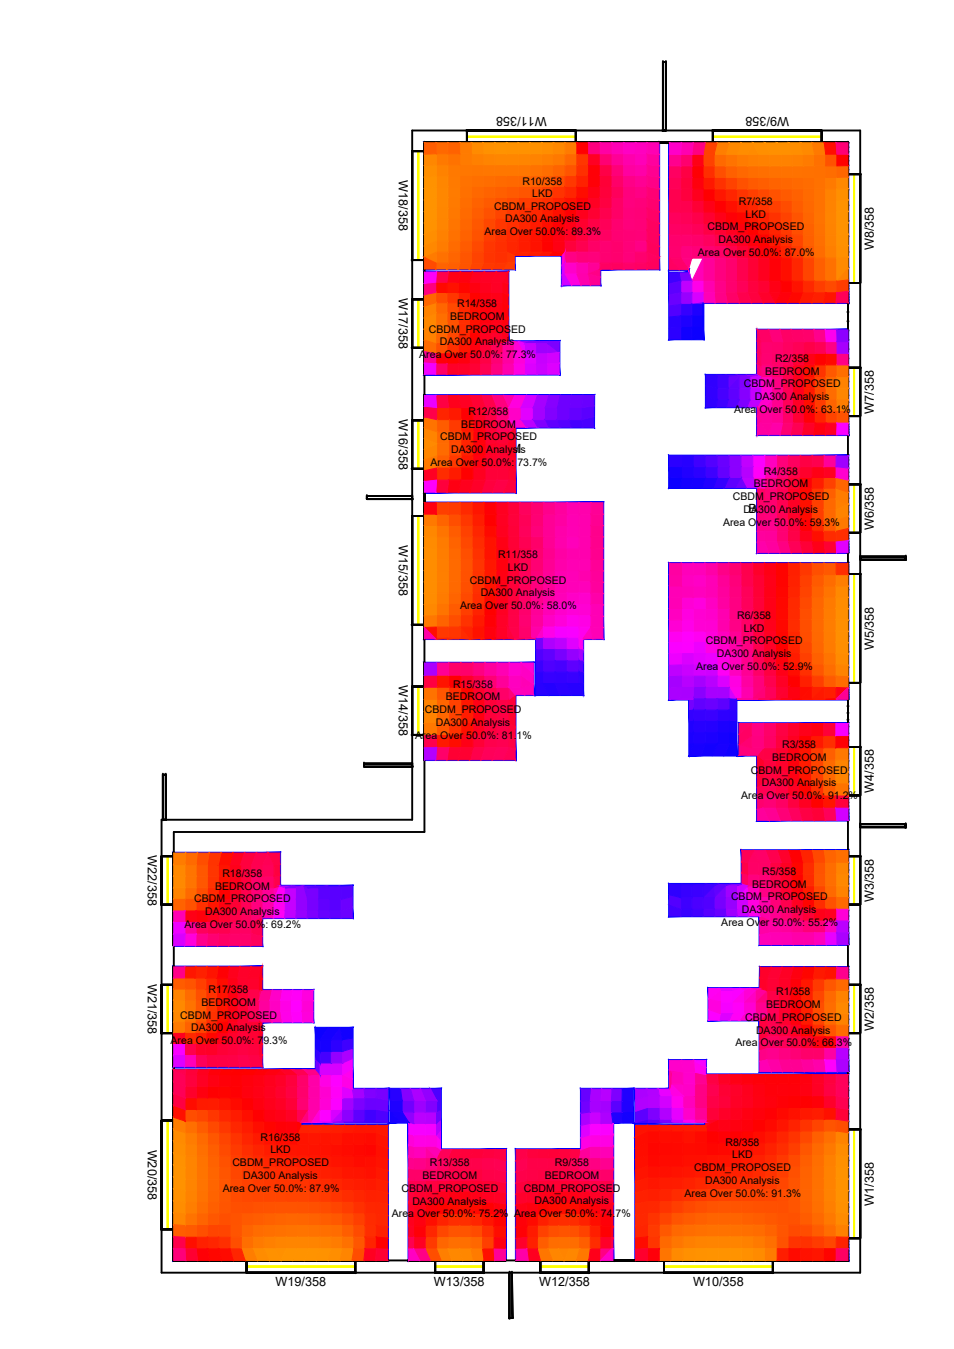 W11/358
W9/358
W18/358
R10/358
LKD
CBDM_PROPOSED
DA300 Analysis
Area Over 50.0%: 89.3%
R7/358
LKD
CBDM_PROPOSED
DA300 Analysis
Area Over 50.0%: 87.0%
W8/358
W17/358
R14/358
BEDROOM
CBDM_PROPOSED
DA300 Analysis
Area Over 50.0%: 77.3%
R2/358
BEDROOM
CBDM_PROPOSED
DA300 Analysis
Area Over 50.0%: 63.1%
W7/358
W16/358
R12/358
BEDROOM
CBDM_PROPOSED
DA300 Analysis
Area Over 50.0%: 73.7%
R4/358
BEDROOM
CBDM_PROPOSED
DA300 Analysis
Area Over 50.0%: 59.3%
W6/358
W15/358
R11/358
LKD
CBDM_PROPOSED
DA300 Analysis
Area Over 50.0%: 58.0%
R6/358
LKD
CBDM_PROPOSED
DA300 Analysis
Area Over 50.0%: 52.9%
W5/358
W14/358
R15/358
BEDROOM
CBDM_PROPOSED
DA300 Analysis
Area Over 50.0%: 81.1%
R3/358
BEDROOM
CBDM_PROPOSED
DA300 Analysis
Area Over 50.0%: 91.2%
W4/358
W22/358
R18/358
BEDROOM
CBDM_PROPOSED
DA300 Analysis
Area Over 50.0%: 69.2%
R5/358
BEDROOM
CBDM_PROPOSED
DA300 Analysis
Area Over 50.0%: 55.2%
W3/358
W21/358
R17/358
BEDROOM
CBDM_PROPOSED
DA300 Analysis
Area Over 50.0%: 79.3%
R1/358
BEDROOM
CBDM_PROPOSED
DA300 Analysis
Area Over 50.0%: 66.3%
W2/358
W20/358
R16/358
LKD
CBDM_PROPOSED
DA300 Analysis
Area Over 50.0%: 87.9%
R13/358
BEDROOM
CBDM_PROPOSED
DA300 Analysis
Area Over 50.0%: 75.2%
R9/358
BEDROOM
CBDM_PROPOSED
DA300 Analysis
Area Over 50.0%: 74.7%
R8/358
LKD
CBDM_PROPOSED
DA300 Analysis
Area Over 50.0%: 91.3%
W1/358
W19/358
W13/358
W12/358
W10/358